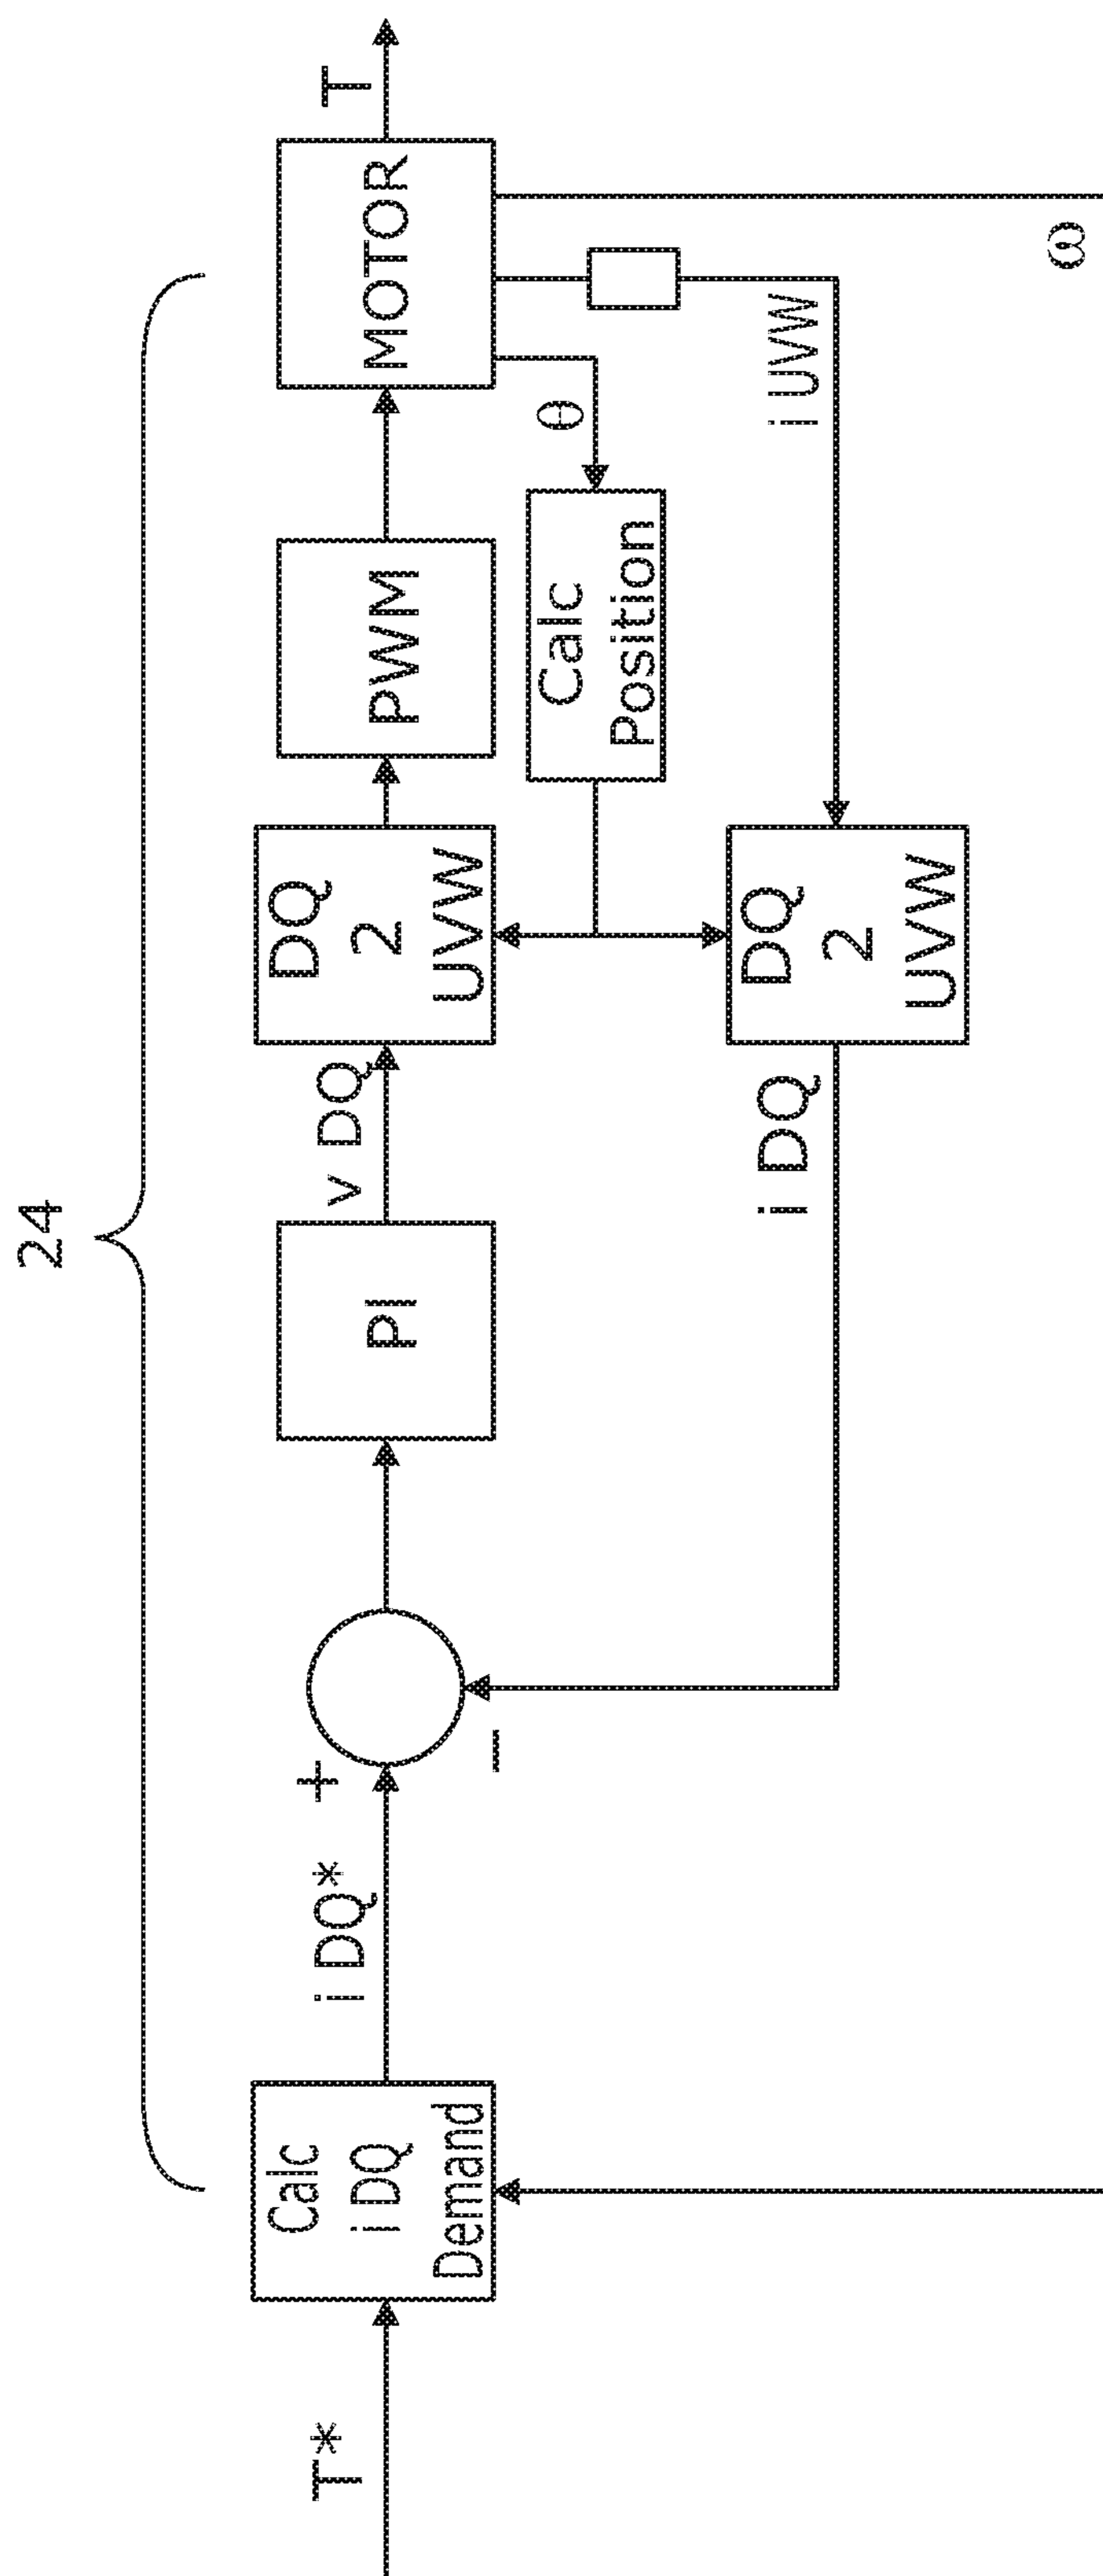 24
T*
Calc
i DQ
Demand
i DQ*
+
−
PI
v DQ
DQ
2
UVW
PWM
MOTOR
T
θ
Calc
Position
i UVW
DQ
2
UVW
i DQ
ω